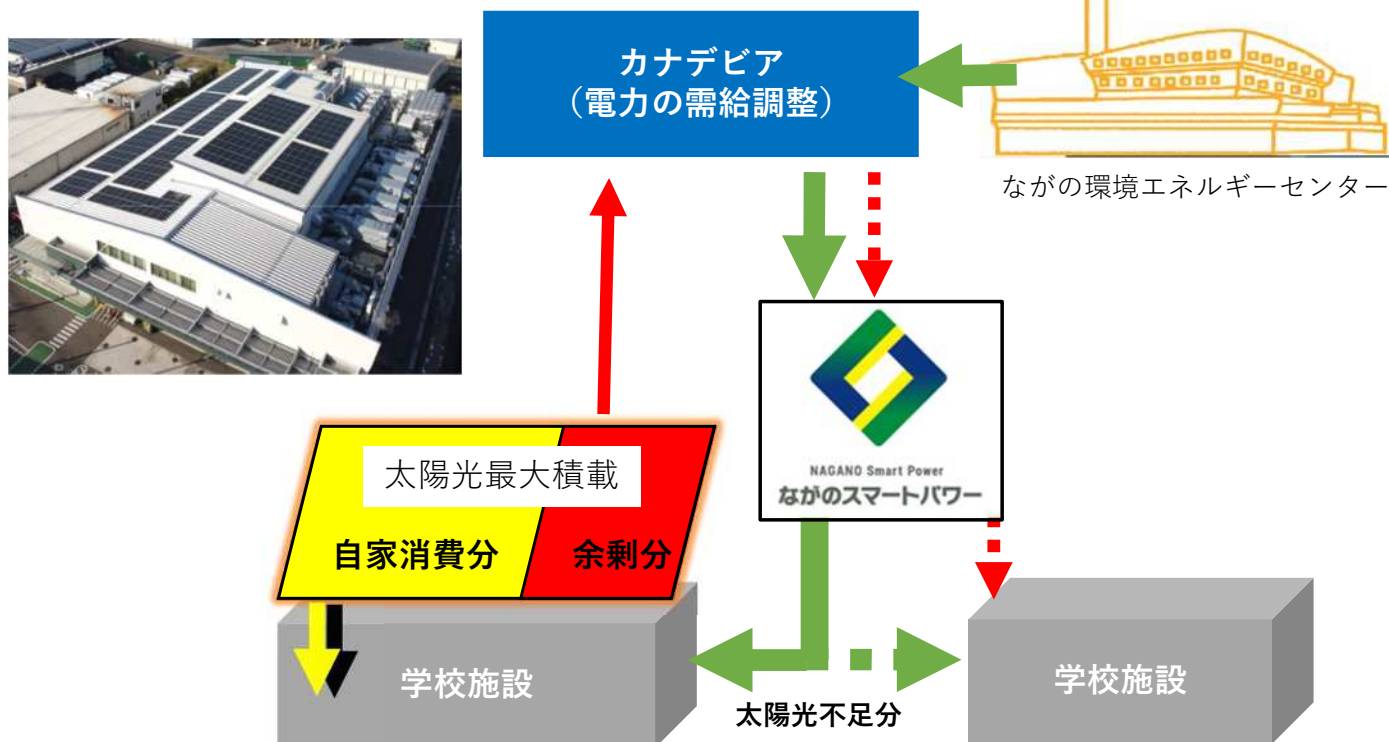 カナデビア
（電力の需給調整）
ながの環境エネルギーセンター
NAGANO Smart Power
ながのスマートパワー
太陽光最大積載
自家消費分
余剰分
学校施設
太陽光不足分
学校施設